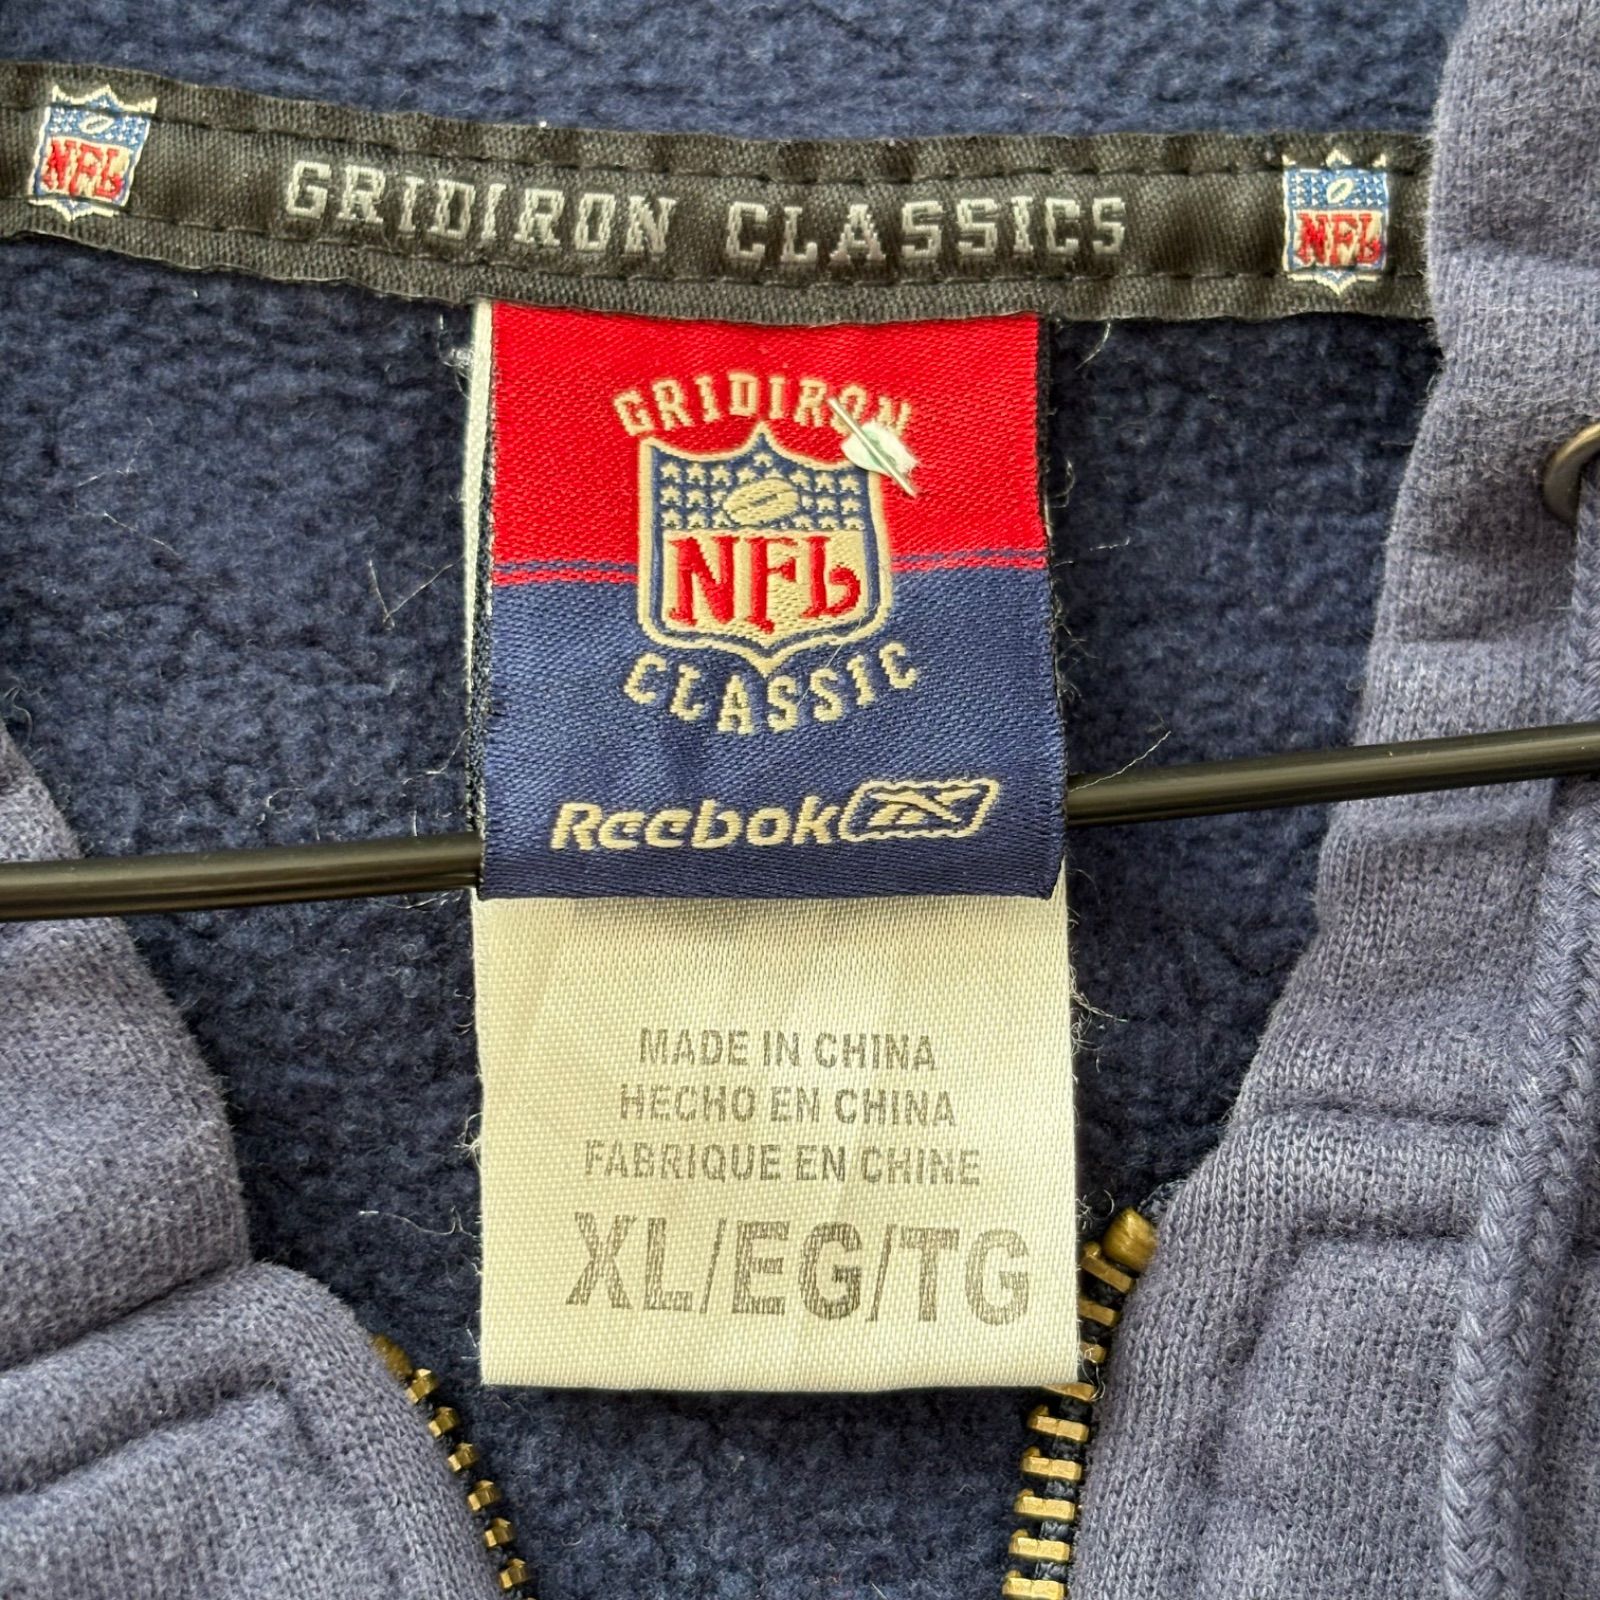 NFL GRIDIRON CLASSICS NFL
GRIDIRON
NFL
CLASSIC
Reebok
MADE IN CHINA
HECHO EN CHINA
FABRIQUE EN CHINE
XL/EG/TG